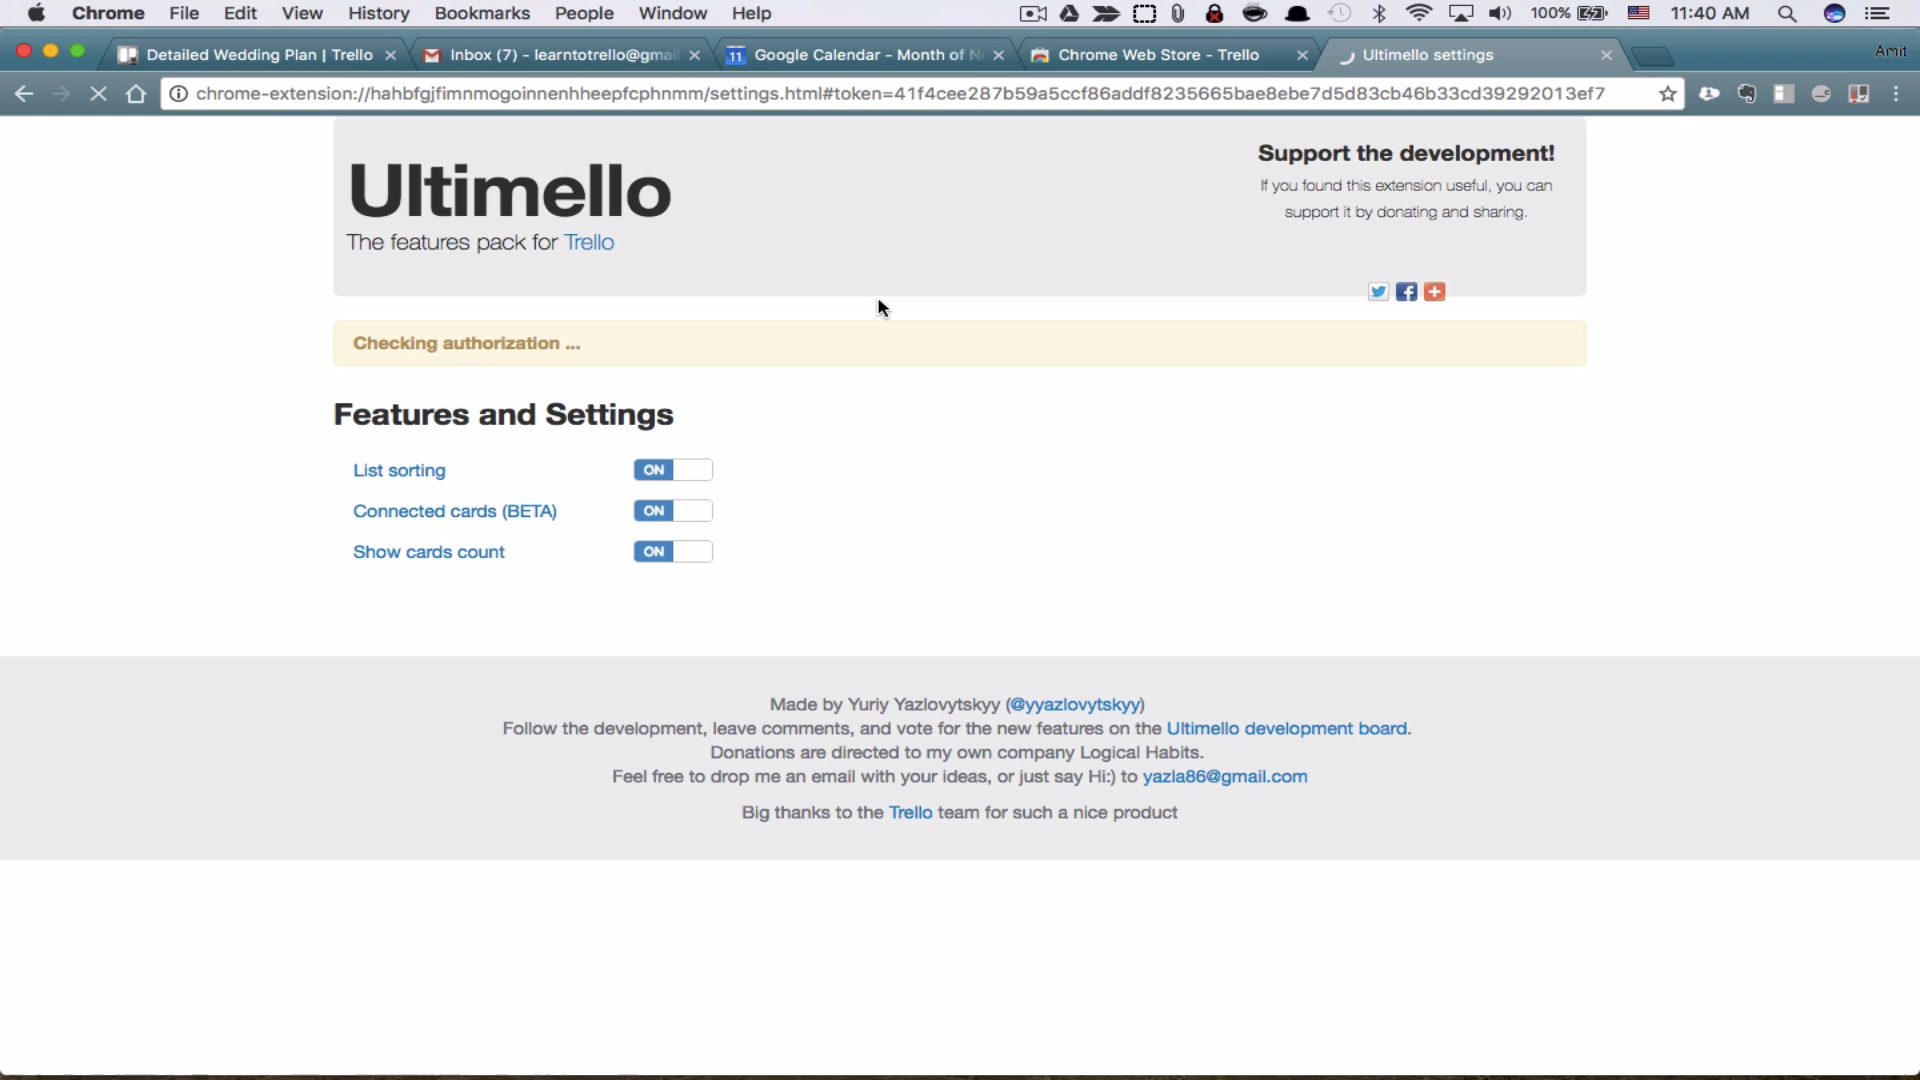 Chrome File Edit View History Bookmarks People Window Help 100% 11:40 AM
Detailed Wedding Plan | Trello Inbox (7) - learntotrello@gmai 11 Google Calendar - Month of N Chrome Web Store - Trello Ultimello settings Amit
chrome-extension://hahbfgjfimnmogoinnenhheepfcphnmm/settings.html#token=41f4cee287b59a5ccf86addf8235665bae8ebe7d5d83cb46b33cd39292013ef7
Ultimello
The features pack for Trello
Support the development!
If you found this extension useful, you can
support it by donating and sharing.
Checking authorization ...
Features and Settings
List sorting ON
Connected cards (BETA) ON
Show cards count ON
Made by Yuriy Yazlovytskyy (@yyazlovytskyy)
Follow the development, leave comments, and vote for the new features on the Ultimello development board.
Donations are directed to my own company Logical Habits.
Feel free to drop me an email with your ideas, or just say Hi:) to yazla86@gmail.com
Big thanks to the Trello team for such a nice product